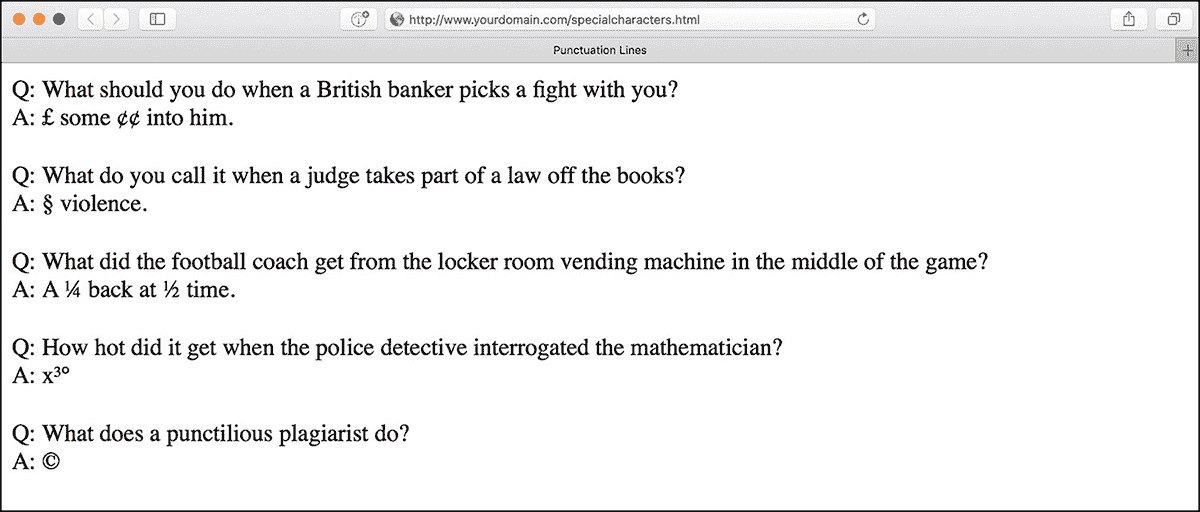 http://www.yourdomain.com/specialcharacters.html
Punctuation Lines
Q: What should you do when a British banker picks a fight with you?
A: £ some ¢¢ into him.
Q: What do you call it when a judge takes part of a law off the books?
A: § violence.
Q: What did the football coach get from the locker room vending machine in the middle of the game?
A: A ¼ back at ½ time.
Q: How hot did it get when the police detective interrogated the mathematician?
A: x³°
Q: What does a punctilious plagiarist do?
A: ©